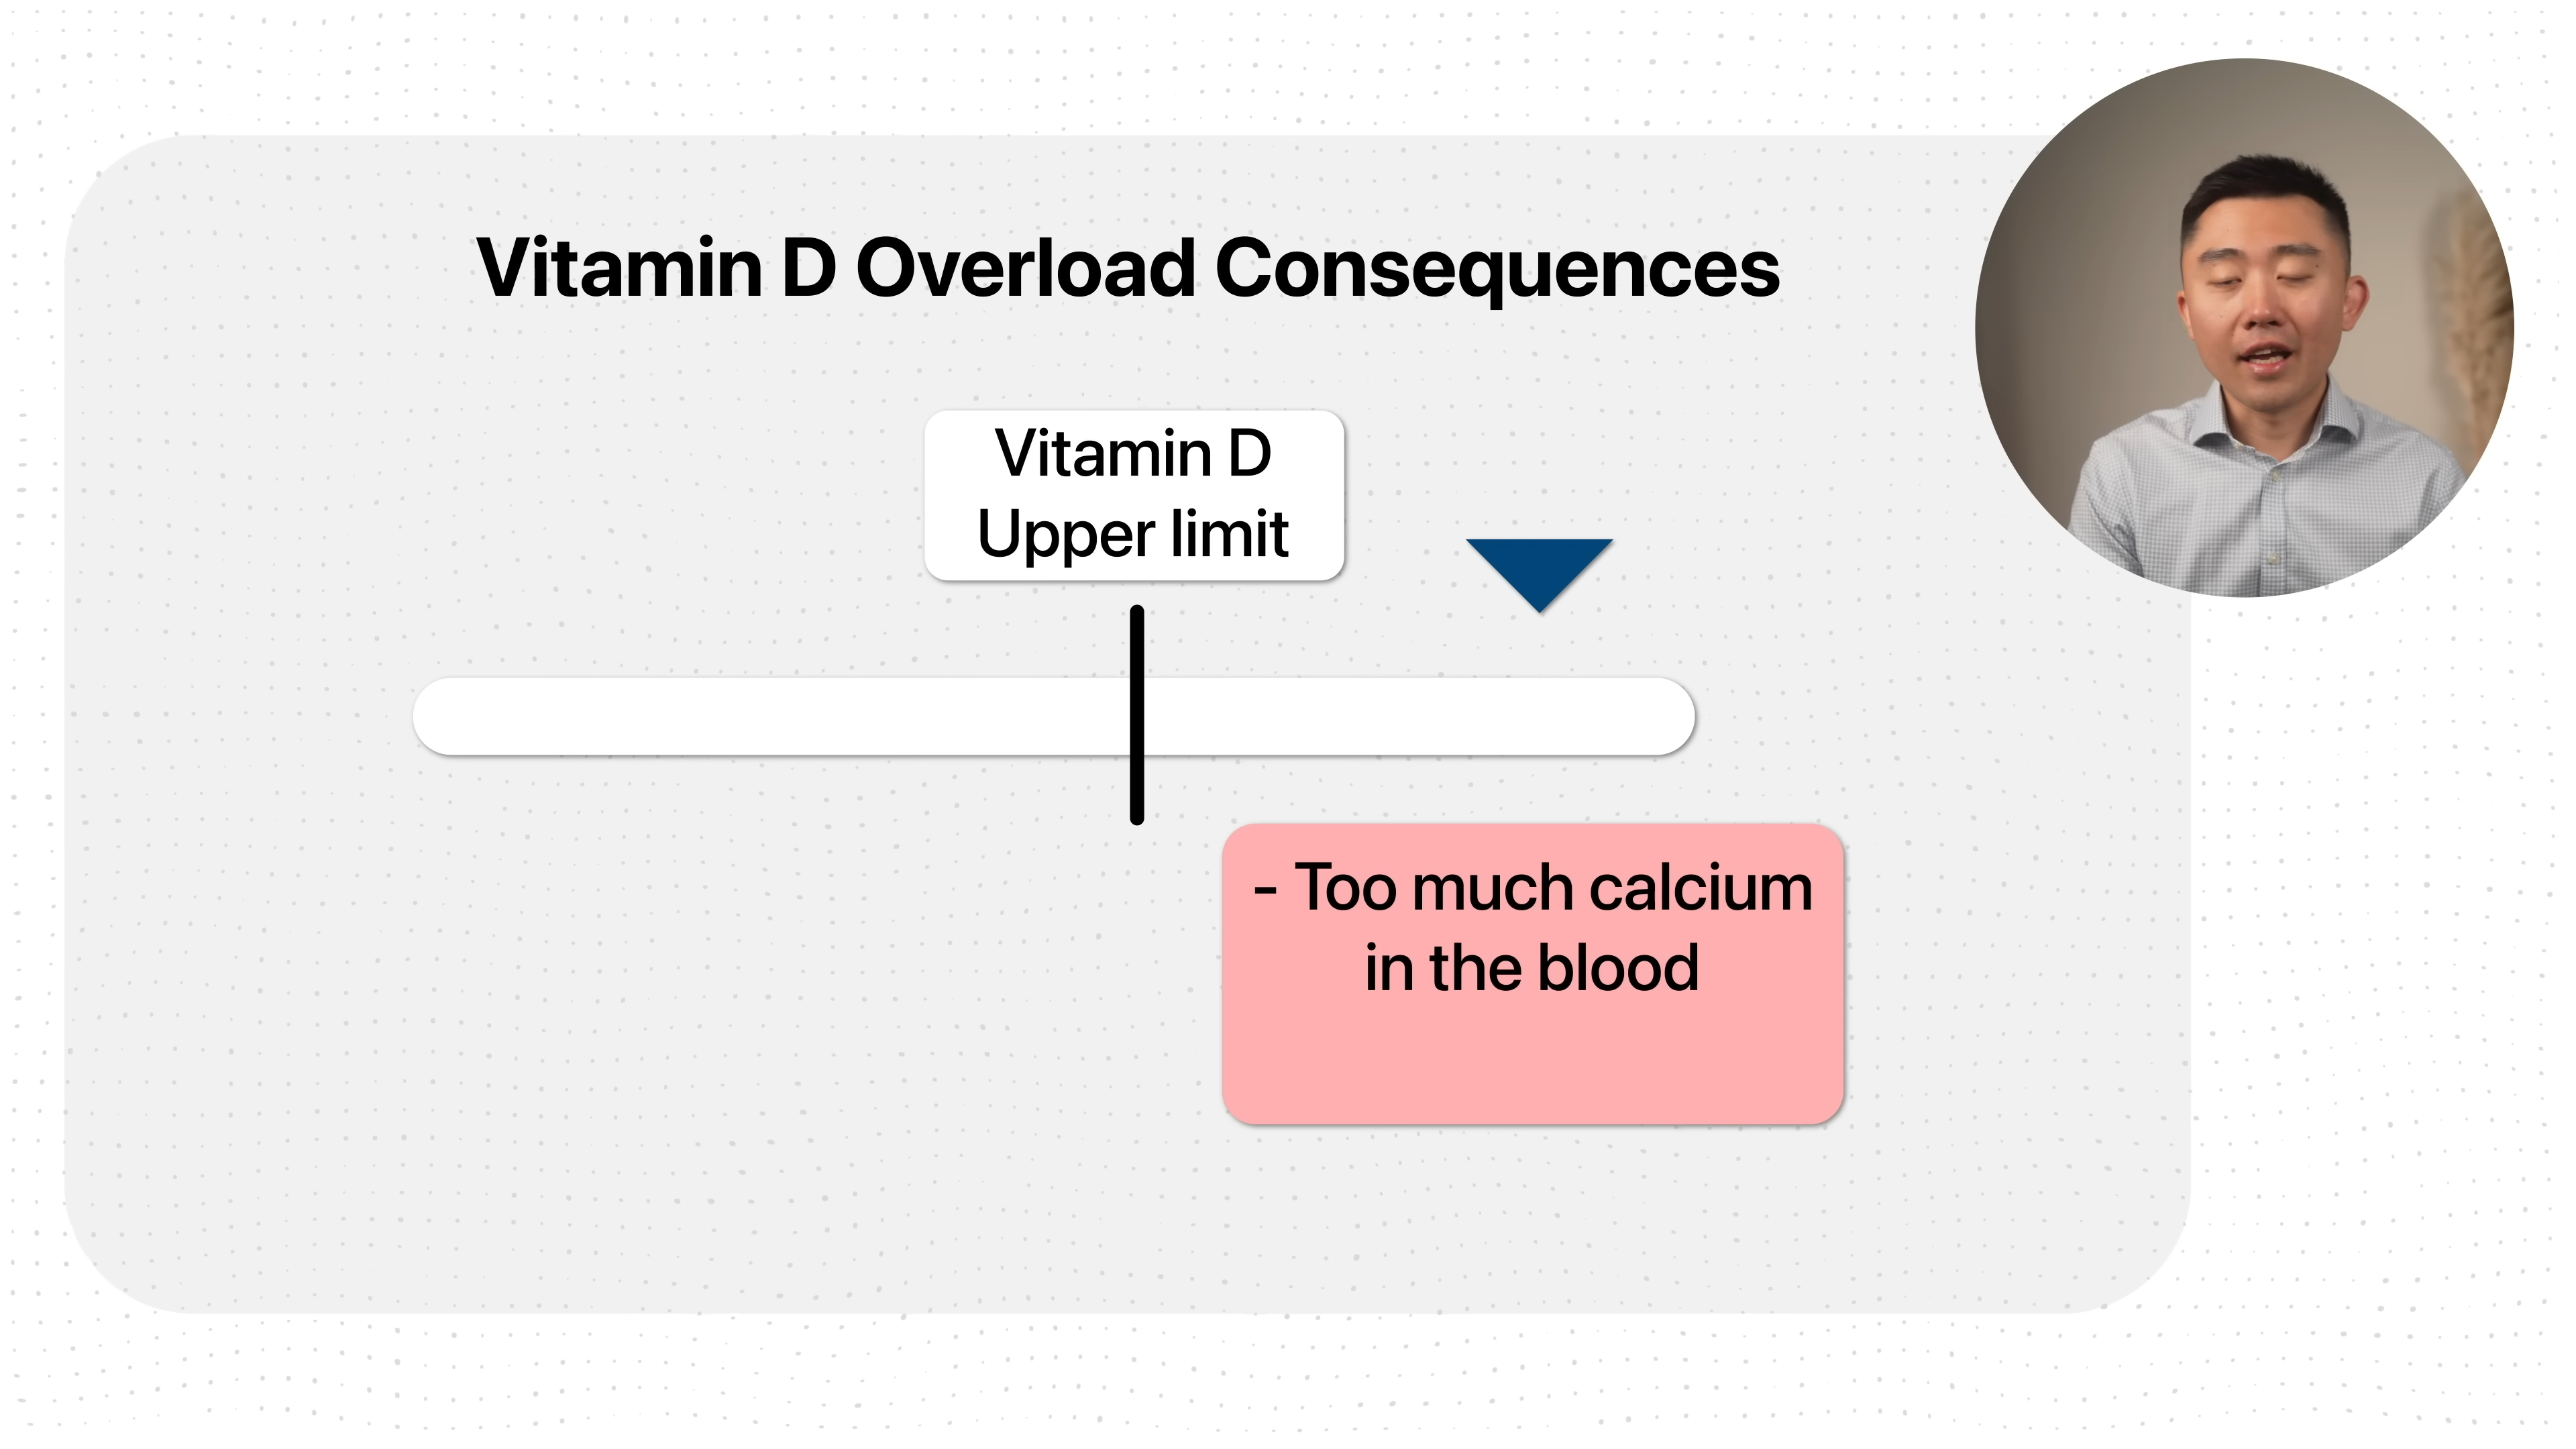 Vitamin D Overload Consequences
Vitamin D
Upper limit
- Too much calcium
in the blood